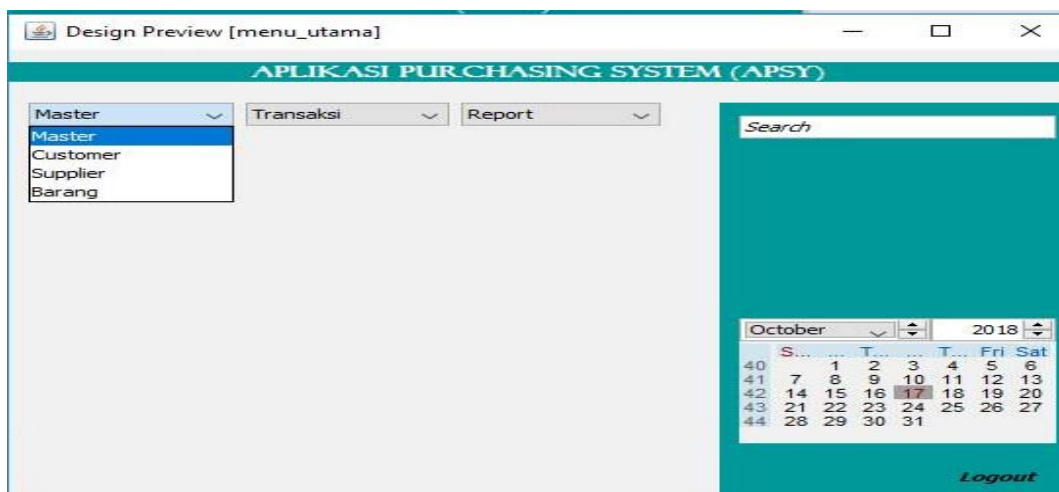 Design Preview [menu_utama]
APLIKASI PURCHASING SYSTEM (APSY)
Master Transaksi Report
Master
Customer
Supplier
Barang
Search
October 2018
S... ... T... ... T... Fri Sat
40 1 2 3 4 5 6
41 7 8 9 10 11 12 13
42 14 15 16 17 18 19 20
43 21 22 23 24 25 26 27
44 28 29 30 31
Logout